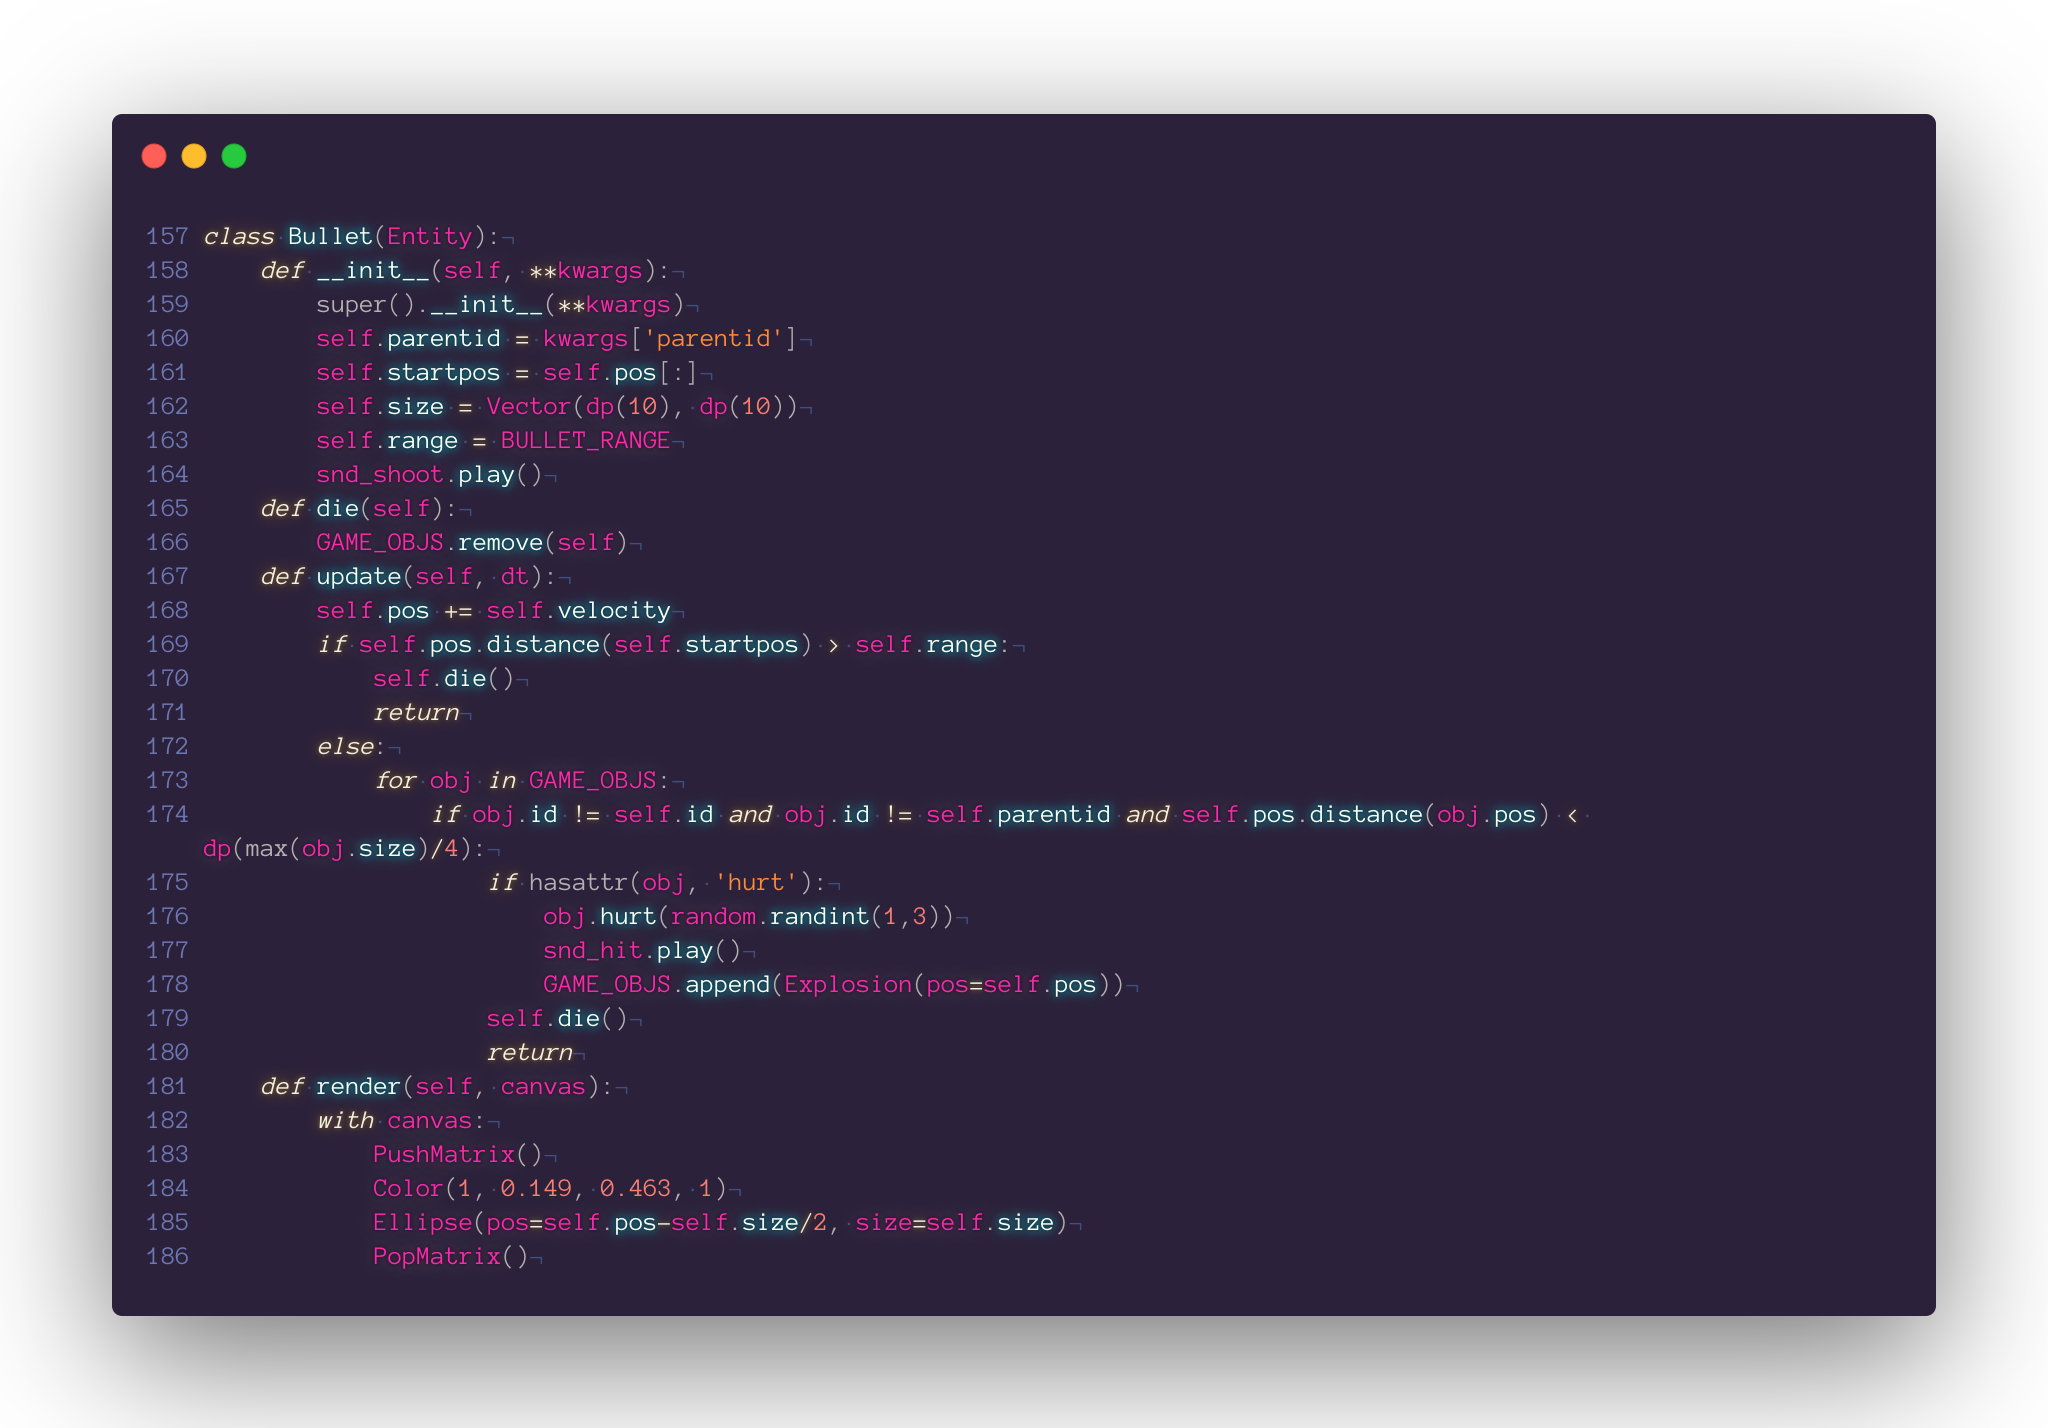 157 class Bullet(Entity):¬
158     def __init__(self, **kwargs):¬
159         super().__init__(**kwargs)¬
160         self.parentid = kwargs['parentid']¬
161         self.startpos = self.pos[:]¬
162         self.size = Vector(dp(10), dp(10))¬
163         self.range = BULLET_RANGE¬
164         snd_shoot.play()¬
165     def die(self):¬
166         GAME_OBJS.remove(self)¬
167     def update(self, dt):¬
168         self.pos += self.velocity¬
169         if self.pos.distance(self.startpos) > self.range:¬
170             self.die()¬
171             return¬
172         else:¬
173             for obj in GAME_OBJS:¬
174                 if obj.id != self.id and obj.id != self.parentid and self.pos.distance(obj.pos) <
dp(max(obj.size)/4):¬
175                     if hasattr(obj, 'hurt'):¬
176                         obj.hurt(random.randint(1,3))¬
177                         snd_hit.play()¬
178                         GAME_OBJS.append(Explosion(pos=self.pos))¬
179                     self.die()¬
180                     return¬
181     def render(self, canvas):¬
182         with canvas:¬
183             PushMatrix()¬
184             Color(1, 0.149, 0.463, 1)¬
185             Ellipse(pos=self.pos-self.size/2, size=self.size)¬
186             PopMatrix()¬